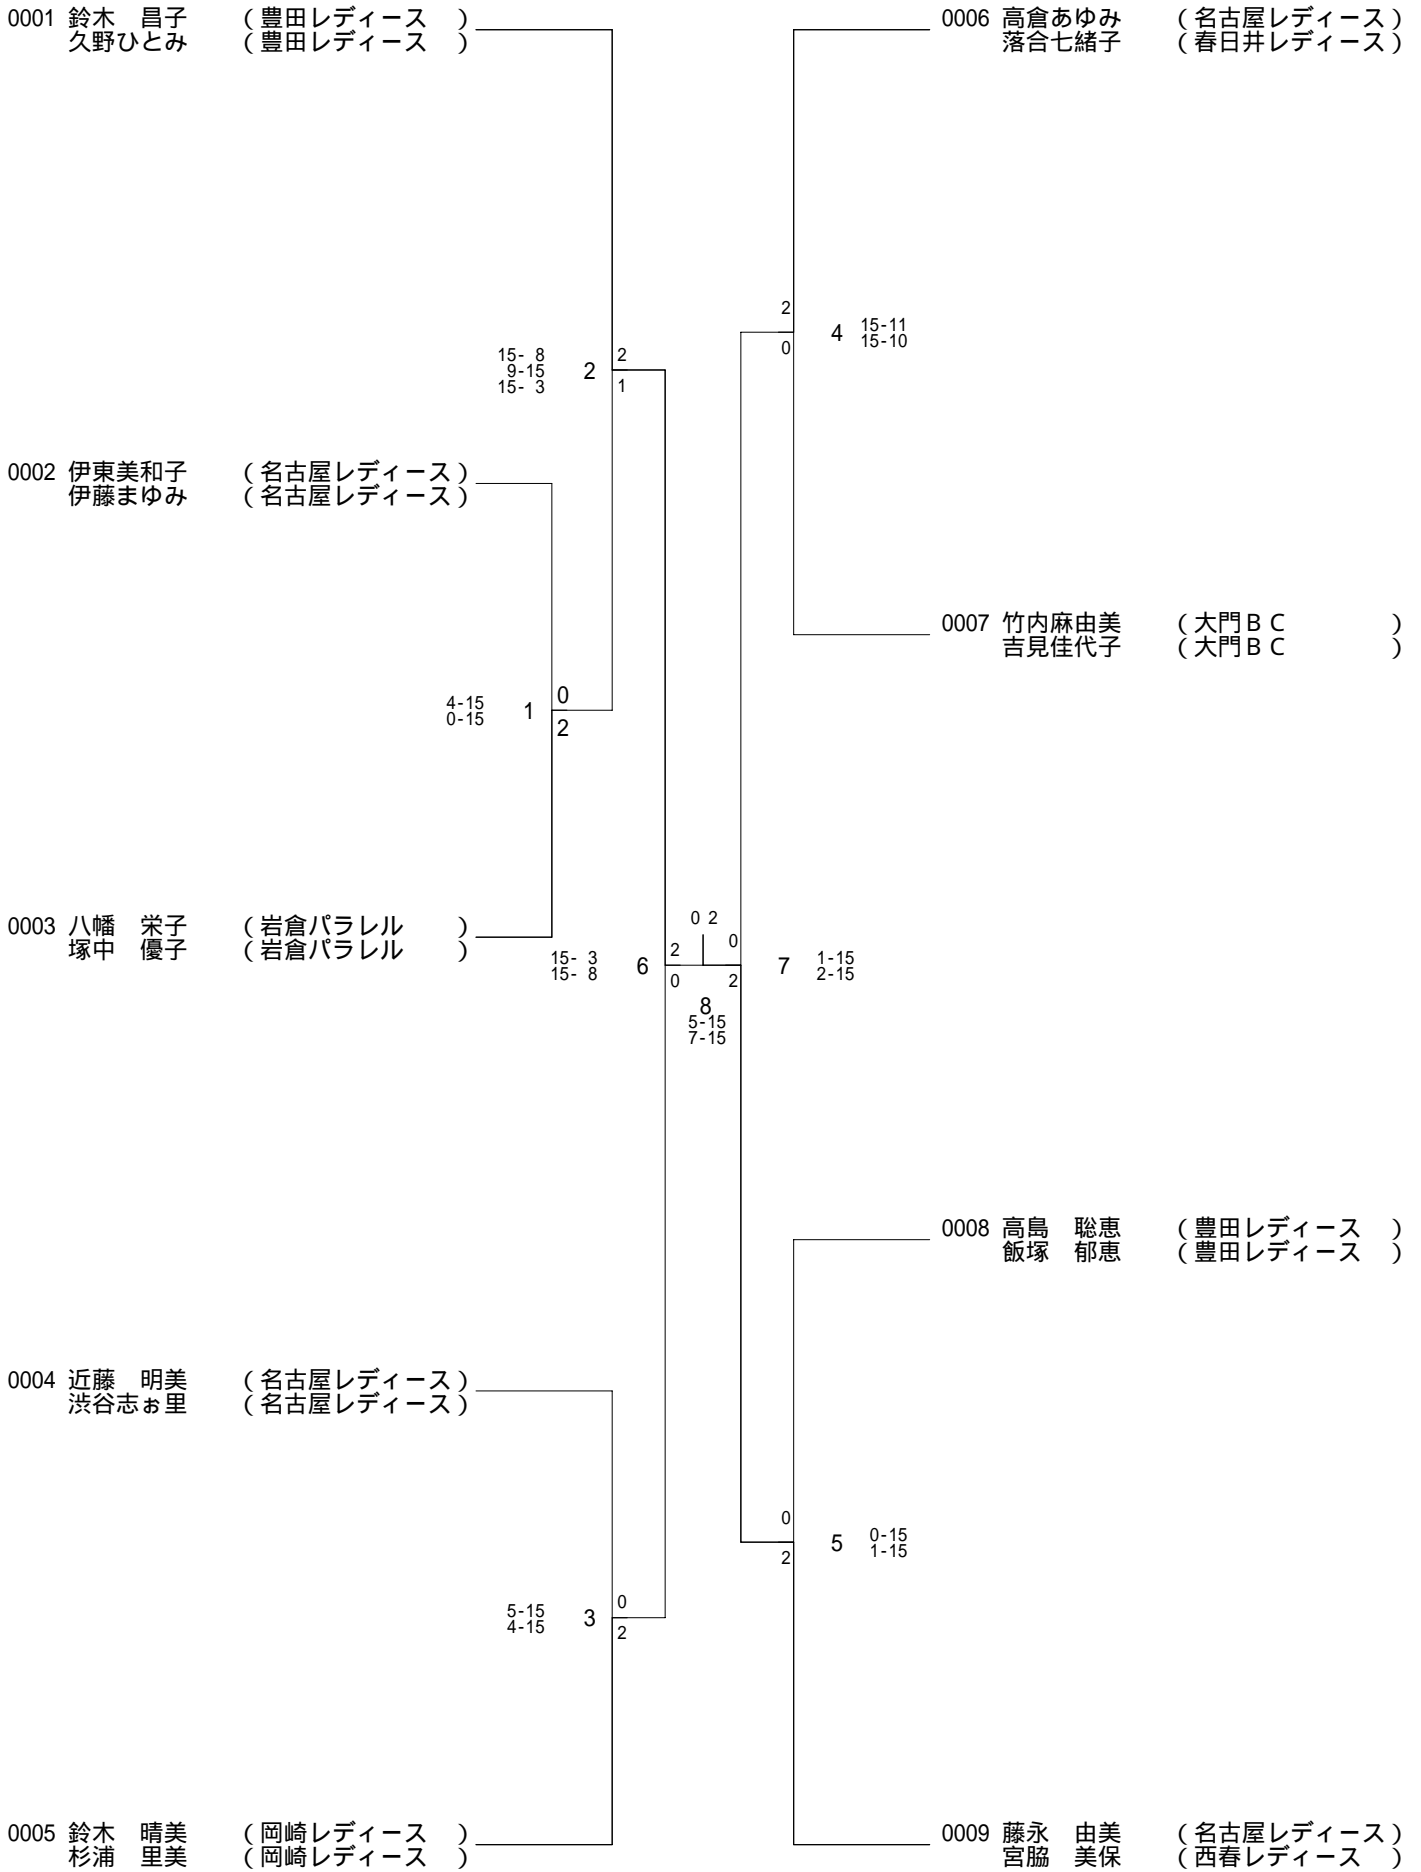 0001 鈴木　昌子　　（豊田レディース　）
久野ひとみ　　（豊田レディース　）
15- 8
9-15
15- 3
2
2
1
0002 伊東美和子　　（名古屋レディース）
伊藤まゆみ　　（名古屋レディース）
4-15
0-15
1
0
2
0003 八幡　栄子　　（岩倉パラレル　　）
塚中　優子　　（岩倉パラレル　　）
15- 3
15- 8
6
2
0
0004 近藤　明美　　（名古屋レディース）
渋谷志ぉ里　　（名古屋レディース）
5-15
4-15
3
0
2
0005 鈴木　晴美　　（岡崎レディース　）
杉浦　里美　　（岡崎レディース　）
0 2
8
5-15
7-15
0006 高倉あゆみ　　（名古屋レディース）
落合七緒子　　（春日井レディース）
2
0
4
15-11
15-10
0007 竹内麻由美　　（大門ＢＣ　　　　）
吉見佳代子　　（大門ＢＣ　　　　）
0
2
7
1-15
2-15
0008 高島　聡恵　　（豊田レディース　）
飯塚　郁恵　　（豊田レディース　）
0
2
5
0-15
1-15
0009 藤永　由美　　（名古屋レディース）
宮脇　美保　　（西春レディース　）